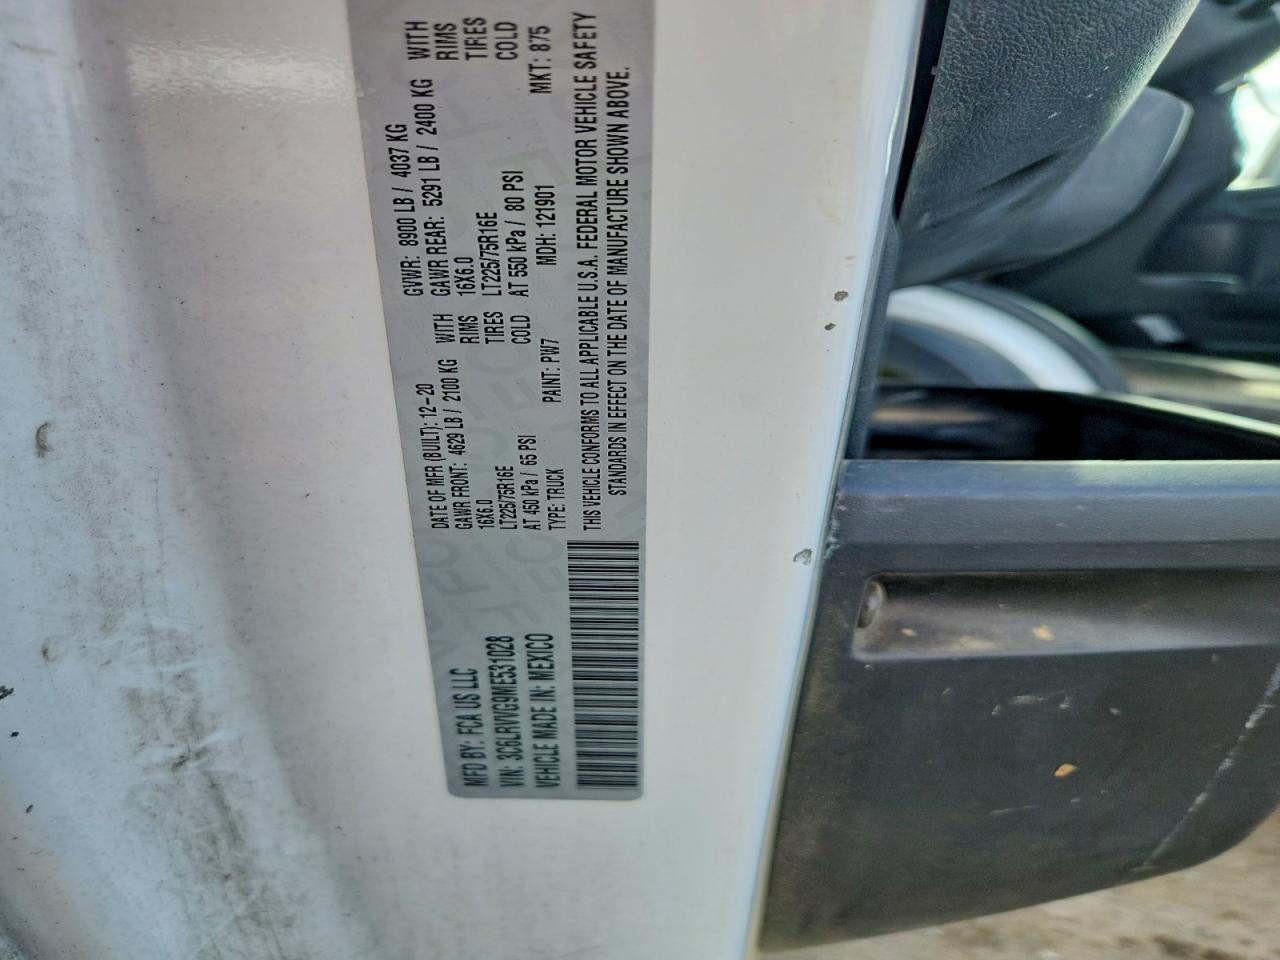 MFD BY: FCA US LLC
DATE OF MFR (BUILT): 12-20
GVWR: 8900 LB / 4037 KG
GAWR FRONT: 4629 LB / 2100 KG WITH
GAWR REAR: 5291 LB / 2400 KG WITH
16X6.0 RIMS
16X6.0 RIMS
LT225/75R16E TIRES
LT225/75R16E TIRES
AT 450 kPa / 65 PSI COLD
AT 550 kPa / 80 PSI COLD
VIN: 3C6LRVVG9ME531028
TYPE: TRUCK PAINT: PW7 MDH: 121901 MKT: 875
VEHICLE MADE IN: MEXICO
THIS VEHICLE CONFORMS TO ALL APPLICABLE U.S.A. FEDERAL MOTOR VEHICLE SAFETY
STANDARDS IN EFFECT ON THE DATE OF MANUFACTURE SHOWN ABOVE.